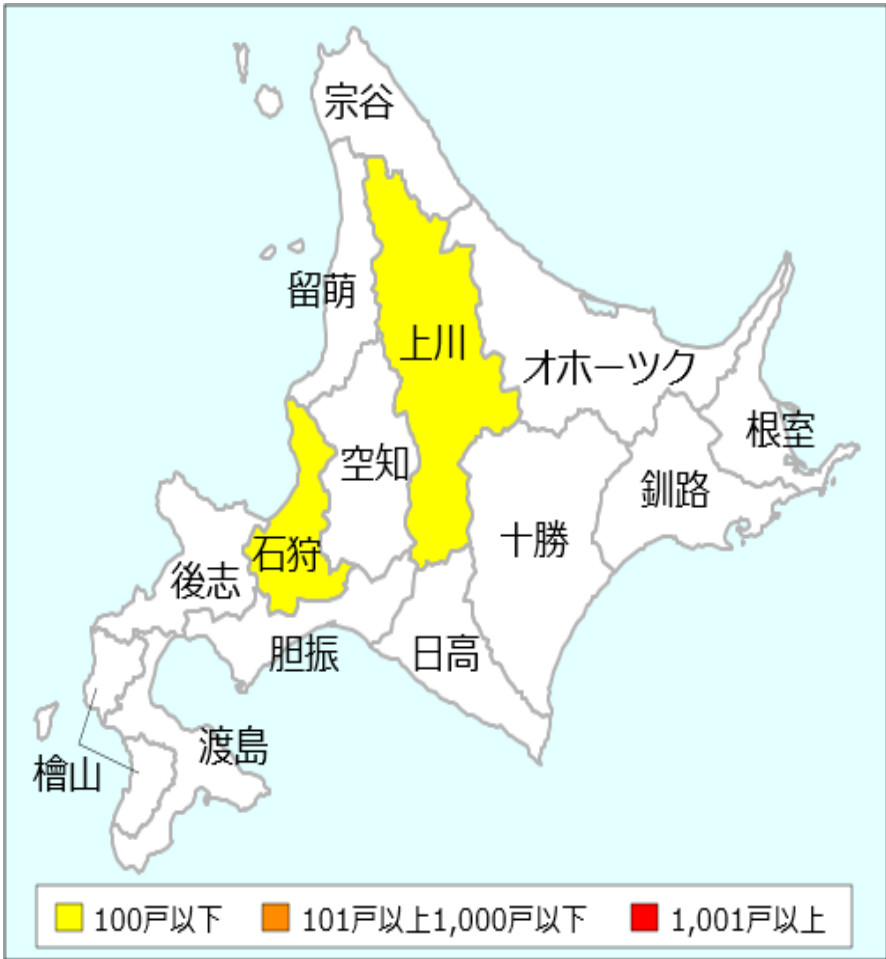 宗谷
留萌
上川
オホーツク
根室
空知
釧路
石狩
十勝
後志
胆振
日高
渡島
檜山
100戸以下 101戸以上1,000戸以下 1,001戸以上